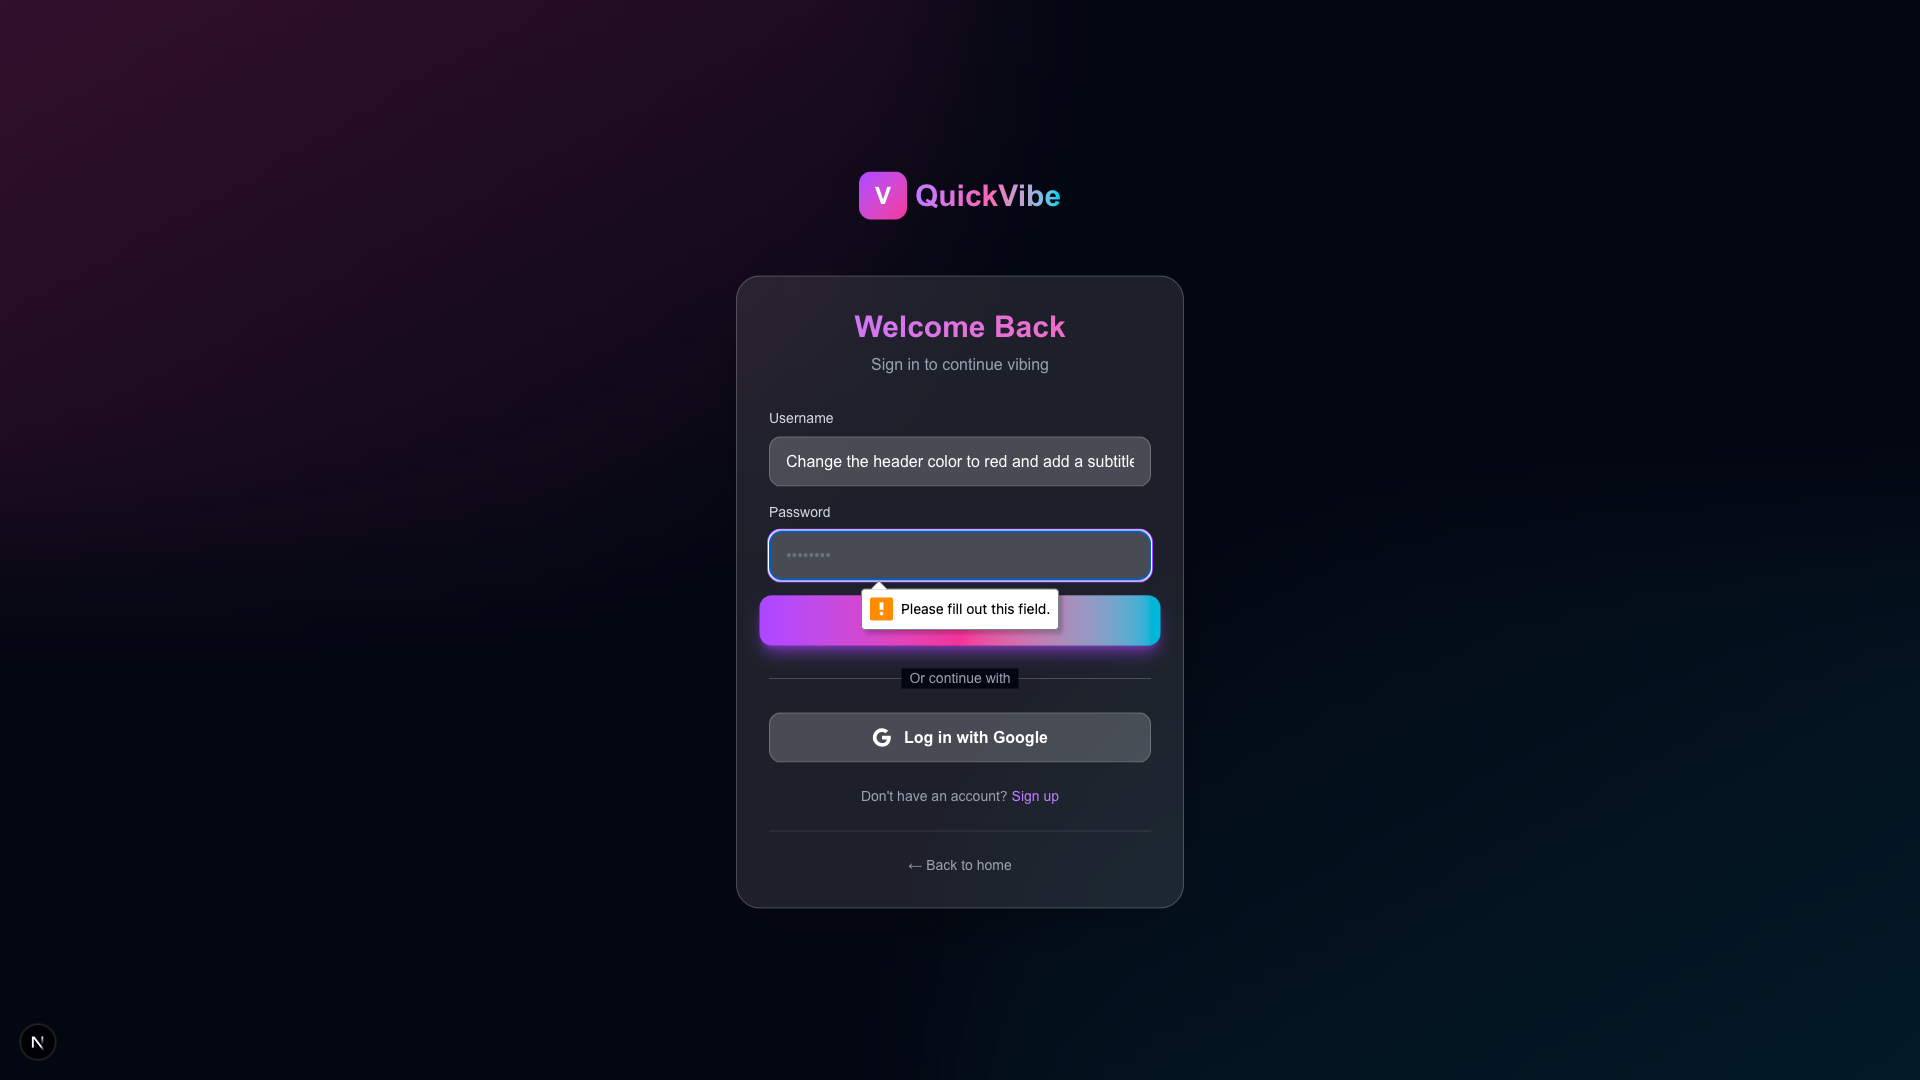 V QuickVibe
Welcome Back
Sign in to continue vibing
Username
Change the header color to red and add a subtitle
Password
Please fill out this field.
Or continue with
Log in with Google
Don't have an account? Sign up
← Back to home
N